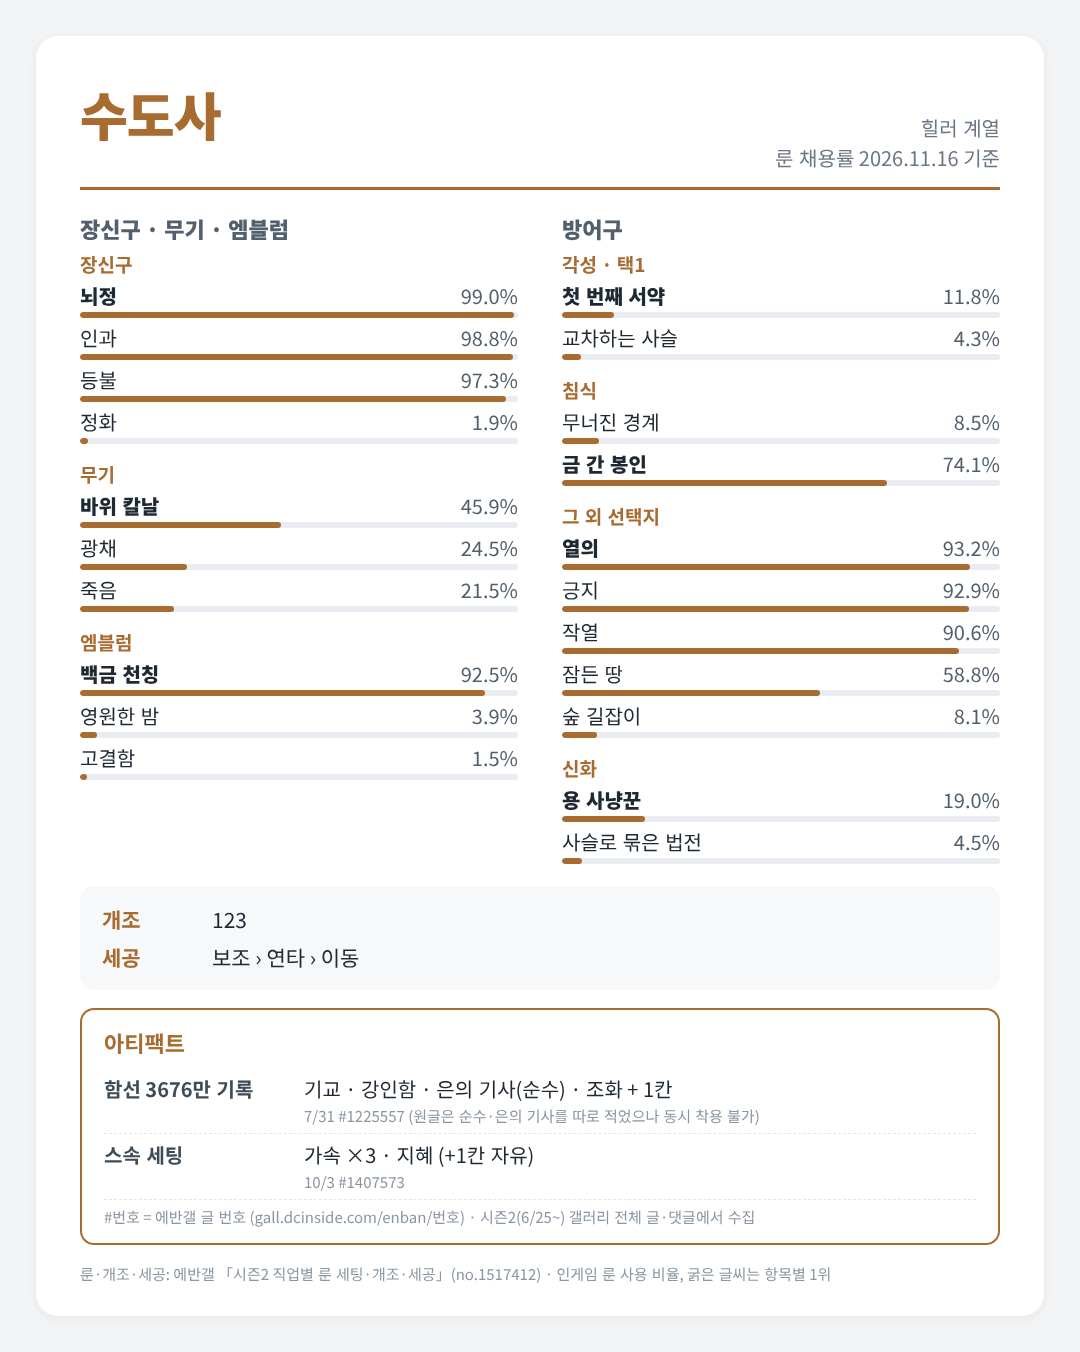 수도사
힐러 계열
룬 채용률 2026.11.16 기준
장신구 · 무기 · 엠블럼
장신구
뇌정 99.0%
인과 98.8%
등불 97.3%
정화 1.9%
무기
바위 칼날 45.9%
광채 24.5%
죽음 21.5%
엠블럼
백금 천칭 92.5%
영원한 밤 3.9%
고결함 1.5%
방어구
각성 · 택1
첫 번째 서약 11.8%
교차하는 사슬 4.3%
침식
무너진 경계 8.5%
금 간 봉인 74.1%
그 외 선택지
열의 93.2%
긍지 92.9%
작열 90.6%
잠든 땅 58.8%
숲 길잡이 8.1%
신화
용 사냥꾼 19.0%
사슬로 묶은 법전 4.5%
개조 123
세공 보조 › 연타 › 이동
아티팩트
함선 3676만 기록 기교 · 강인함 · 은의 기사(순수) · 조화 + 1칸
7/31 #1225557 (원글은 순수·은의 기사를 따로 적었으나 동시 착용 불가)
스속 세팅 가속 ×3 · 지혜 (+1칸 자유)
10/3 #1407573
#번호 = 에반갤 글 번호 (gall.dcinside.com/enban/번호) · 시즌2(6/25~) 갤러리 전체 글·댓글에서 수집
룬·개조·세공: 에반갤 「시즌2 직업별 룬 세팅·개조·세공」(no.1517412) · 인게임 룬 사용 비율, 굵은 글씨는 항목별 1위